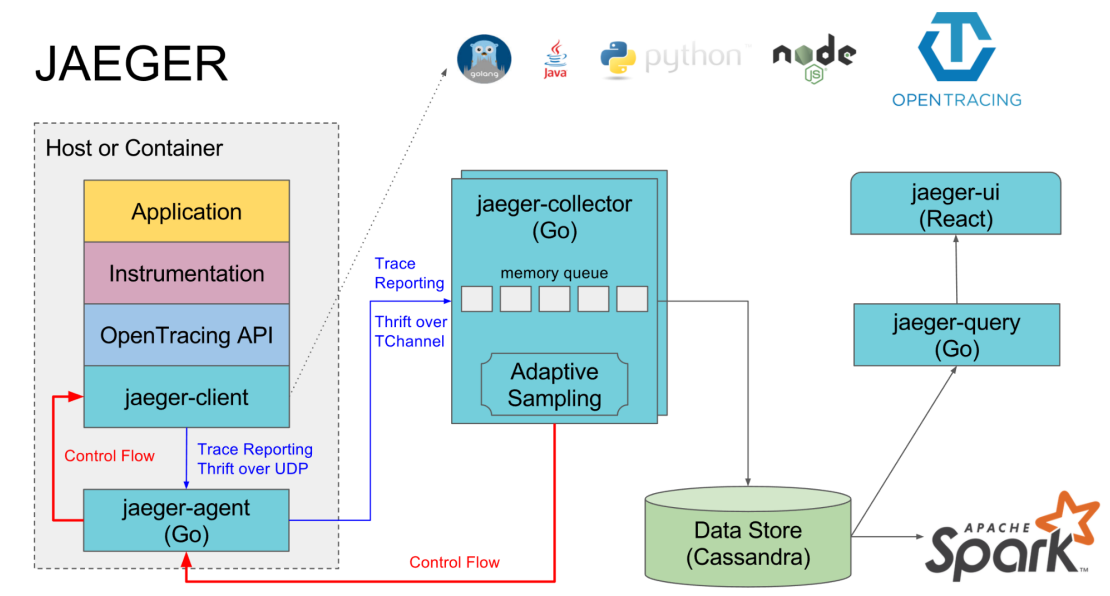 JAEGER
golang
Java
python
node
JS
OPENTRACING
Host or Container
Application
Instrumentation
OpenTracing API
jaeger-client
Control Flow
Trace Reporting
Thrift over UDP
jaeger-agent
(Go)
Trace
Reporting
Thrift over
TChannel
jaeger-collector
(Go)
memory queue
Adaptive
Sampling
Control Flow
Data Store
(Cassandra)
jaeger-ui
(React)
jaeger-query
(Go)
APACHE
Spark™